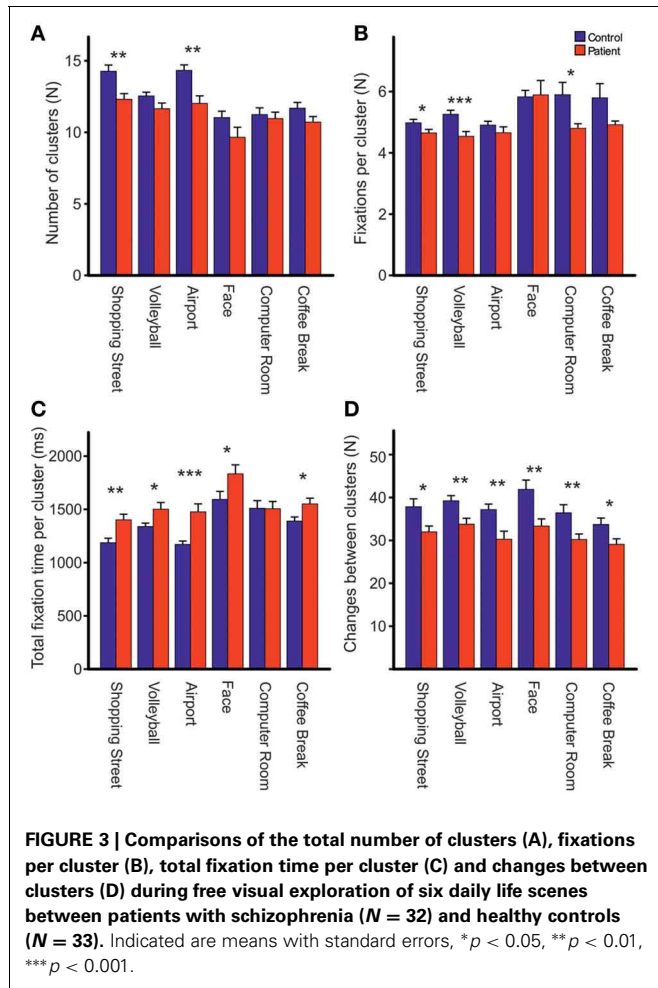 A
B
Control
Patient
Number of clusters (N)
15
10
5
0
**
**
Shopping Street
Volleyball
Airport
Face
Computer Room
Coffee Break
Fixations per cluster (N)
6
4
2
0
*
***
*
Shopping Street
Volleyball
Airport
Face
Computer Room
Coffee Break
C
D
Total fixation time per cluster (ms)
2000
1500
1000
500
0
**
*
***
*
*
Shopping Street
Volleyball
Airport
Face
Computer Room
Coffee Break
Changes between clusters (N)
50
40
30
20
10
*
**
**
**
**
*
Shopping Street
Volleyball
Airport
Face
Computer Room
Coffee Break
FIGURE 3 | Comparisons of the total number of clusters (A), fixations
per cluster (B), total fixation time per cluster (C) and changes between
clusters (D) during free visual exploration of six daily life scenes
between patients with schizophrenia (N = 32) and healthy controls
(N = 33). Indicated are means with standard errors, *p < 0.05, **p < 0.01,
***p < 0.001.